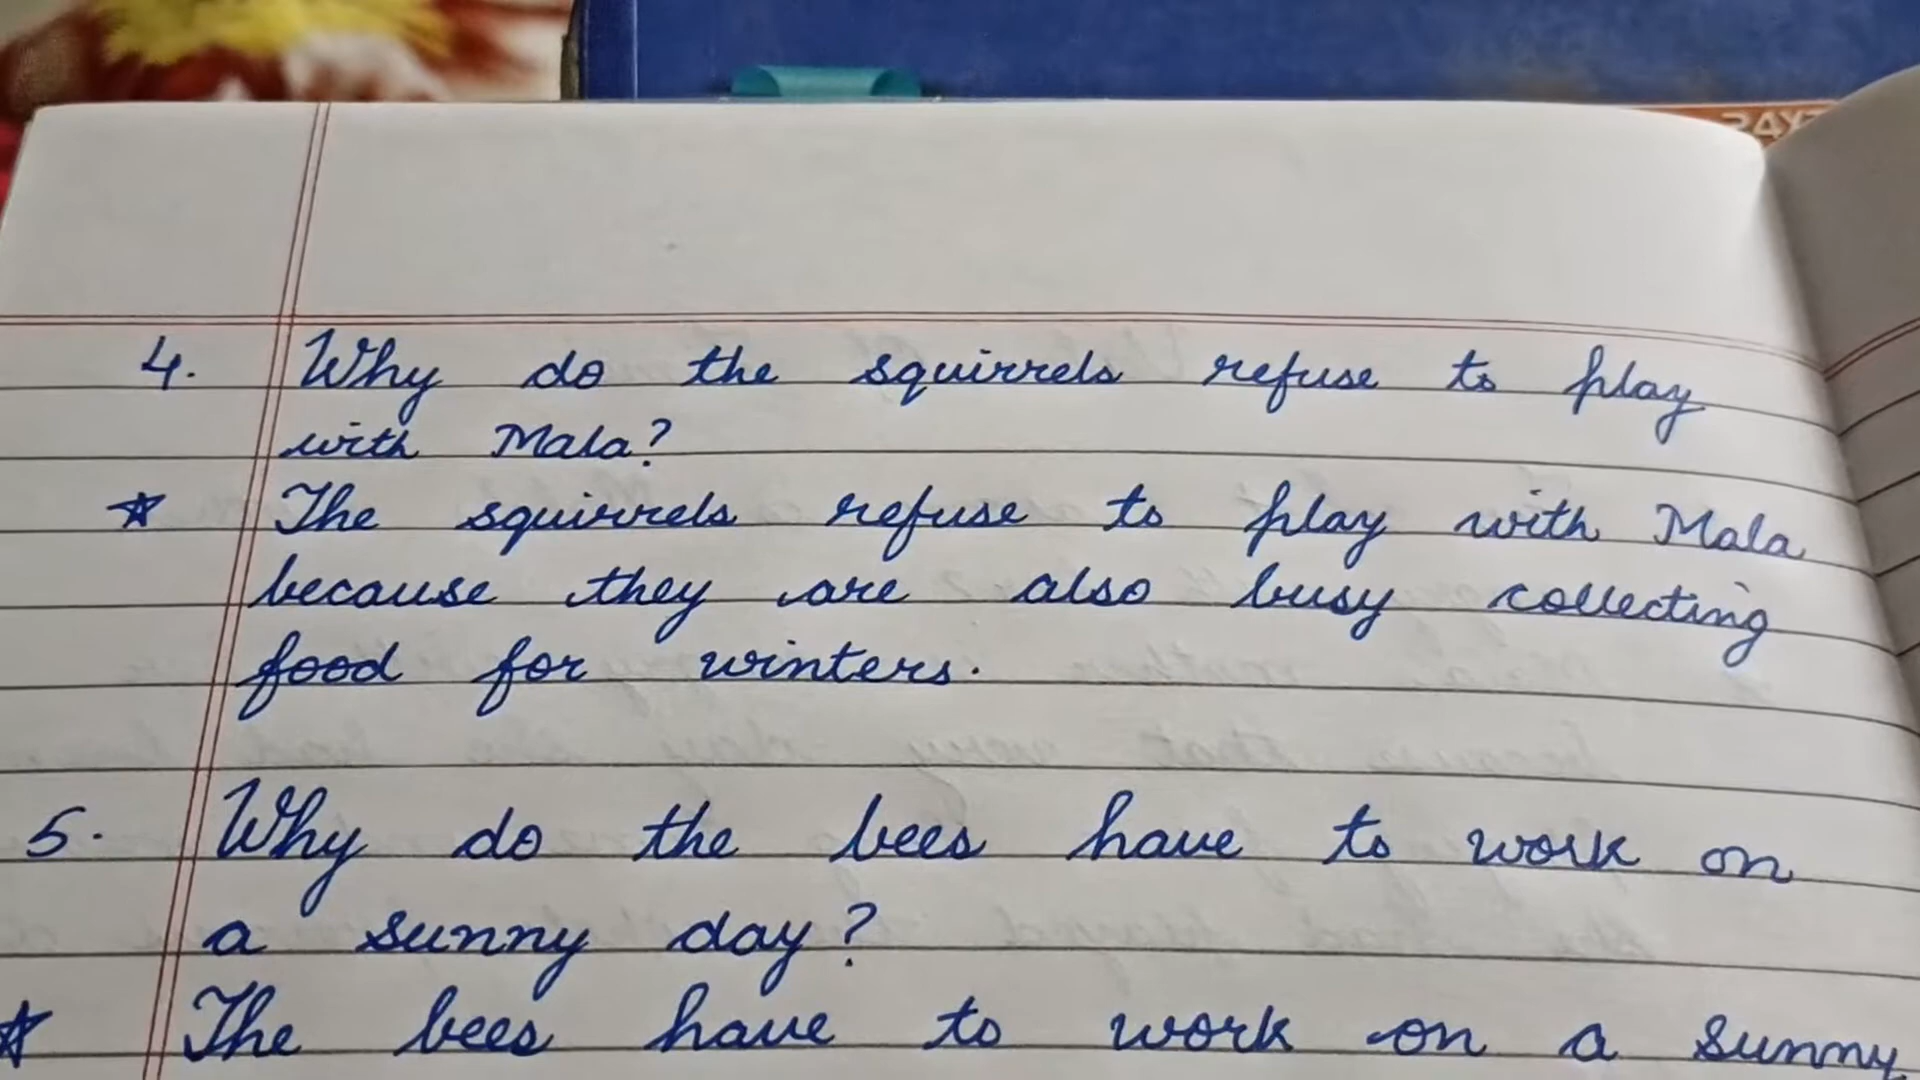 4. Why do the squirrels refuse to play
with Mala?
☆ The squirrels refuse to play with Mala
because they are also busy collecting
food for winters.
5. Why do the bees have to work on
a sunny day?
☆ The bees have to work on a sunny